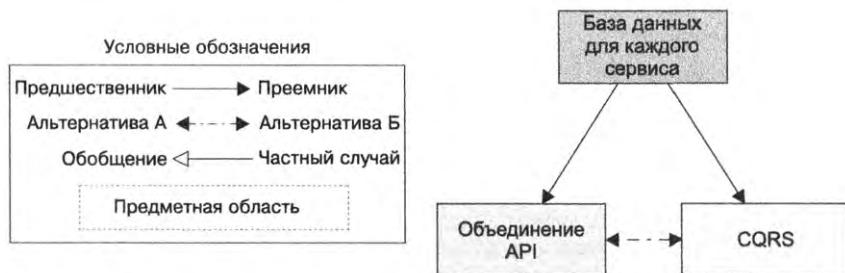 Условные обозначения
Предшественник Преемник
Альтернатива А Альтернатива Б
Обобщение Частный случай
Предметная область
База данных
для каждого
сервиса
Объединение
API
CQRS